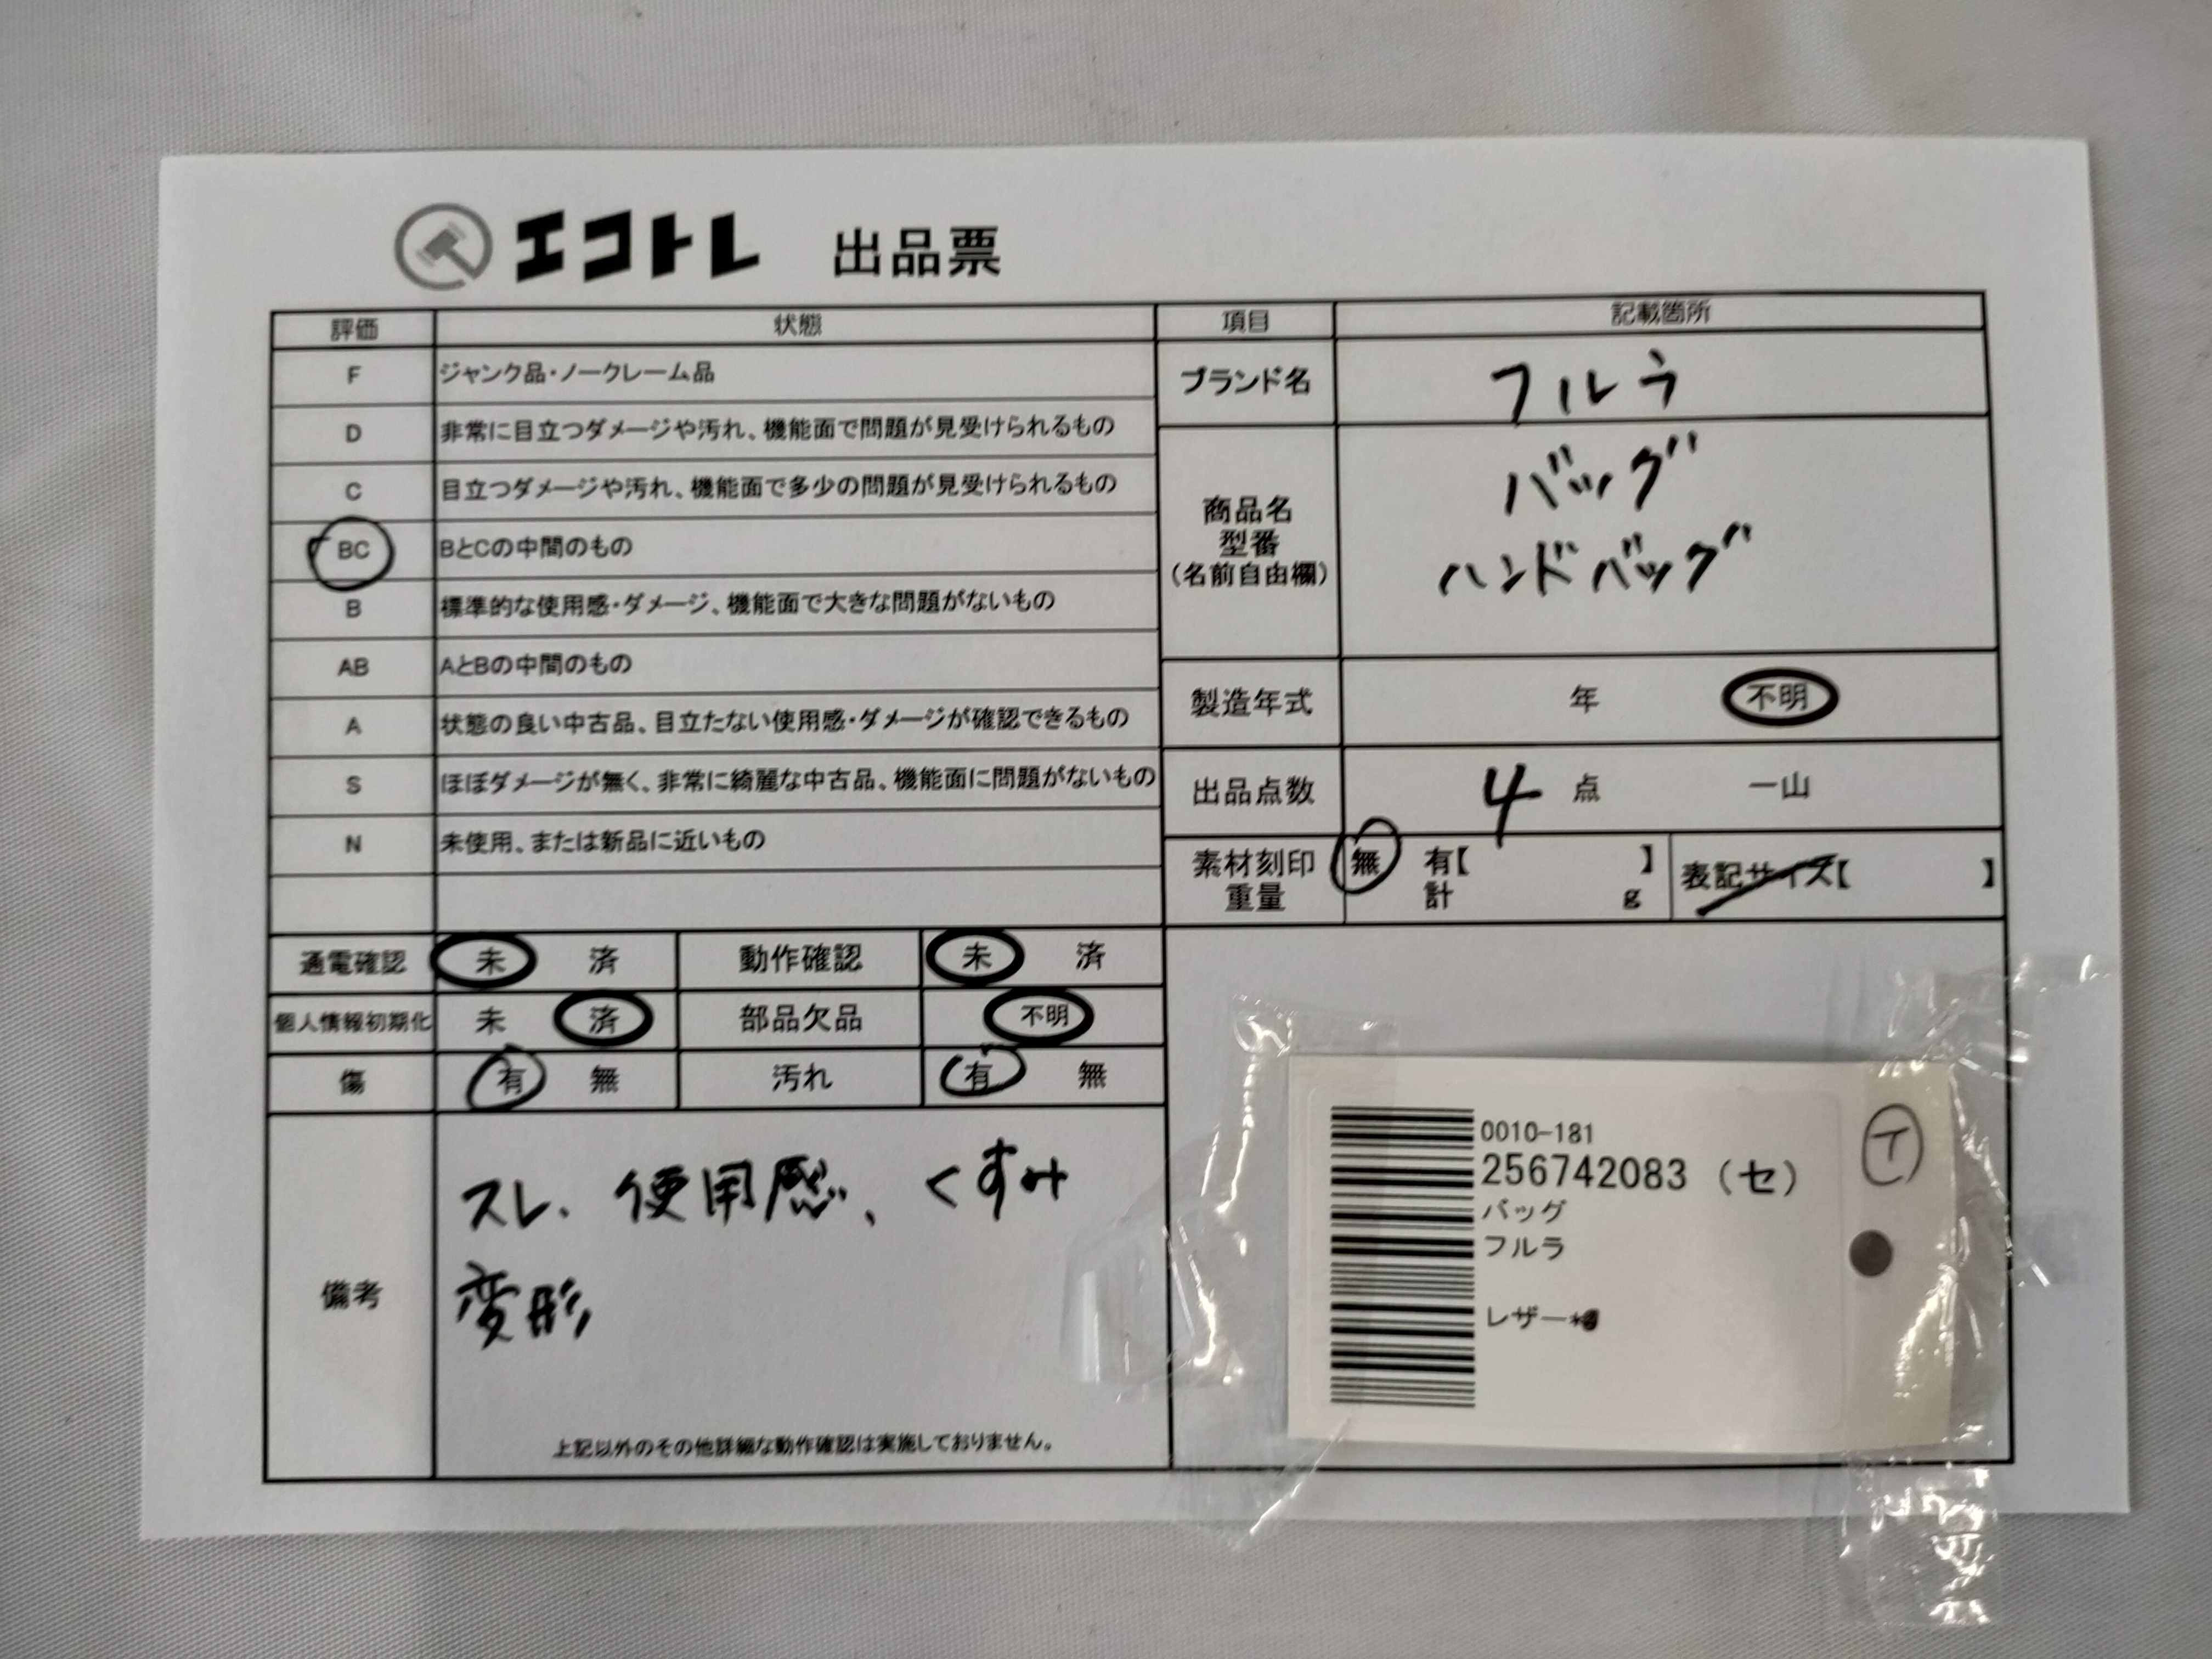 エコトレ 出品票
評価 状態
F ジャンク品・ノークレーム品
D 非常に目立つダメージや汚れ、機能面で問題が見受けられるもの
C 目立つダメージや汚れ、機能面で多少の問題が見受けられるもの
BC BとCの中間のもの
B 標準的な使用感・ダメージ、機能面で大きな問題がないもの
AB AとBの中間のもの
A 状態の良い中古品、目立たない使用感・ダメージが確認できるもの
S ほぼダメージが無く、非常に綺麗な中古品、機能面に問題がないもの
N 未使用、または新品に近いもの
通電確認 未 済 動作確認 未 済
個人情報初期化 未 済 部品欠品 不明
傷 有 無 汚れ 有 無
備考
スレ、使用感、くすみ
変形
上記以外のその他詳細な動作確認は実施しておりません。
項目 記載箇所
ブランド名 フルラ
商品名
型番
(名前自由欄)
バッグ
ハンドバッグ
製造年式 年 不明
出品点数 4 点 一山
素材刻印 無 有【 】
重量 計 g
表記サイズ【 】
0010-181
256742083 (セ)
バッグ
フルラ
レザー*
イ